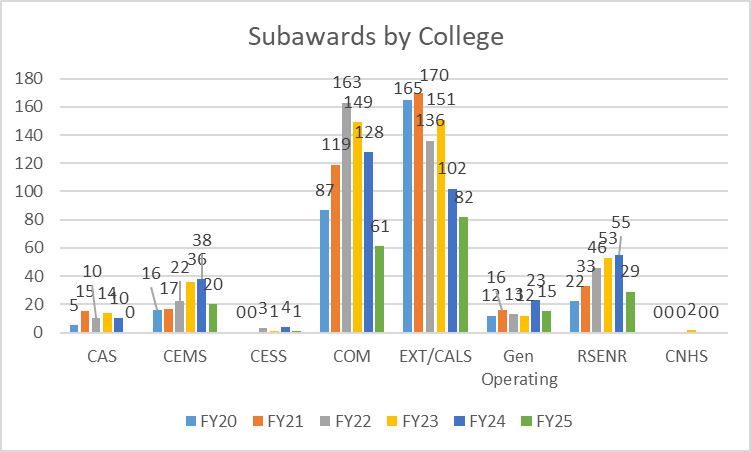 Subawards by College
180
160
140
120
100
80
60
40
20
0
5 15 10 14 10 0
16 17 22 36 38 20
0 0 3 1 4 1
87 119 163 149 128 61
165 170 136 151 102 82
12 16 13 12 23 15
22 33 46 53 55 29
0 0 0 2 0 0
CAS CEMS CESS COM EXT/CALS Gen Operating RSENR CNHS
FY20 FY21 FY22 FY23 FY24 FY25